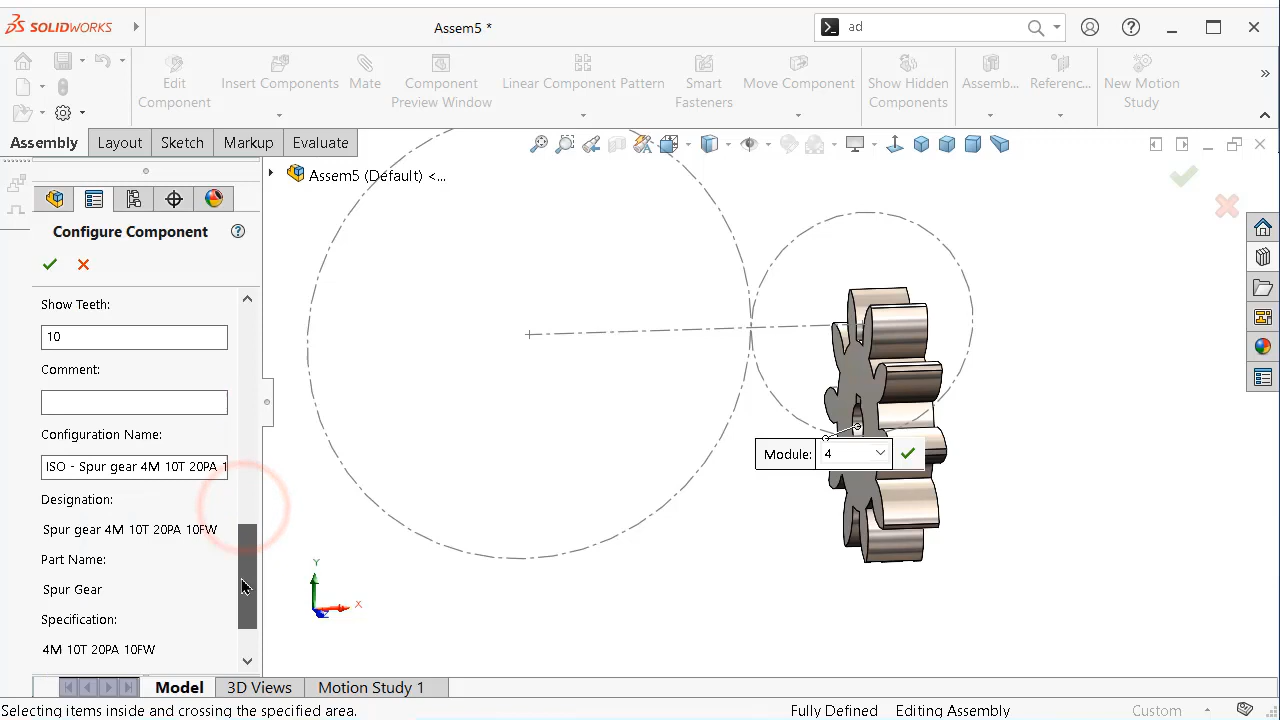 SOLIDWORKS
Assem5 *
ad
Edit
Component
Insert Components
Mate
Component
Preview Window
Linear Component Pattern
Smart
Fasteners
Move Component
Show Hidden
Components
Assemb...
Referenc...
New Motion
Study
Assembly
Layout
Sketch
Markup
Evaluate
Assem5 (Default) <...
Configure Component
Show Teeth:
10
Comment:
Configuration Name:
ISO - Spur gear 4M 10T 20PA 1
Designation:
Spur gear 4M 10T 20PA 10FW
Part Name:
Spur Gear
Specification:
4M 10T 20PA 10FW
Module:
4
Y
X
Model
3D Views
Motion Study 1
Selecting items inside and crossing the specified area.
Fully Defined
Editing Assembly
Custom